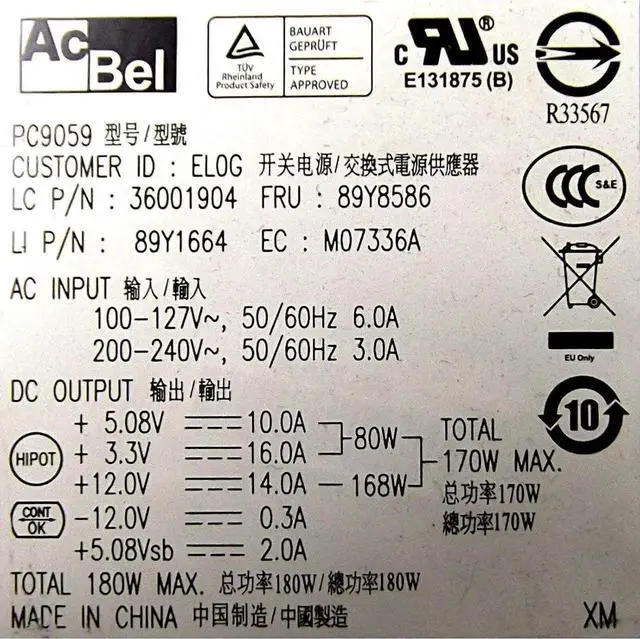 AcBel
TÜV
Rheinland
Product Safety
BAUART
GEPRÜFT
TYPE
APPROVED
c RU® US
E131875 (B)
R33567
PC9059 型号/型號
CUSTOMER ID : ELOG 开关电源/交換式電源供應器
LC P/N : 36001904 FRU : 89Y8586
LI P/N : 89Y1664 EC : M07336A
CCC S&E
AC INPUT 输入/輸入
100-127V~, 50/60Hz 6.0A
200-240V~, 50/60Hz 3.0A
EU Only
DC OUTPUT 输出/輸出
+ 5.08V 10.0A
+ 3.3V 16.0A 80W
+12.0V 14.0A 168W
-12.0V 0.3A
+5.08Vsb 2.0A
TOTAL
170W MAX.
总功率170W
總功率170W
HIPOT
CONT
OK
10
TOTAL 180W MAX. 总功率180W/總功率180W
MADE IN CHINA 中国制造/中國製造 XM